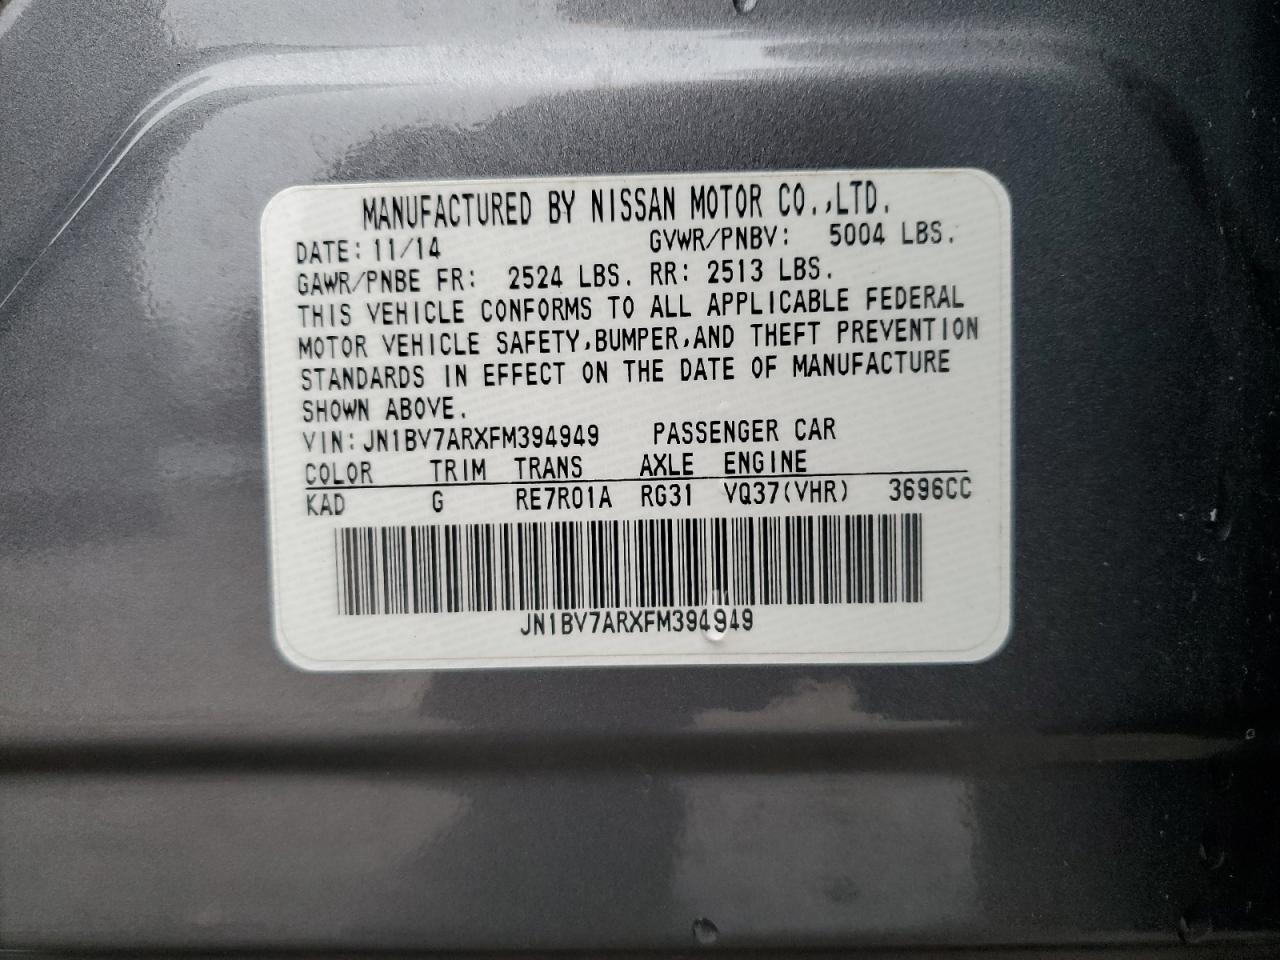 MANUFACTURED BY NISSAN MOTOR CO.,LTD.
DATE: 11/14 GVWR/PNBV: 5004 LBS.
GAWR/PNBE FR: 2524 LBS. RR: 2513 LBS.
THIS VEHICLE CONFORMS TO ALL APPLICABLE FEDERAL
MOTOR VEHICLE SAFETY,BUMPER,AND THEFT PREVENTION
STANDARDS IN EFFECT ON THE DATE OF MANUFACTURE
SHOWN ABOVE.
VIN: JN1BV7ARXFM394949 PASSENGER CAR
COLOR TRIM TRANS AXLE ENGINE
KAD G RE7R01A RG31 VQ37(VHR) 3696CC
JN1BV7ARXFM394949